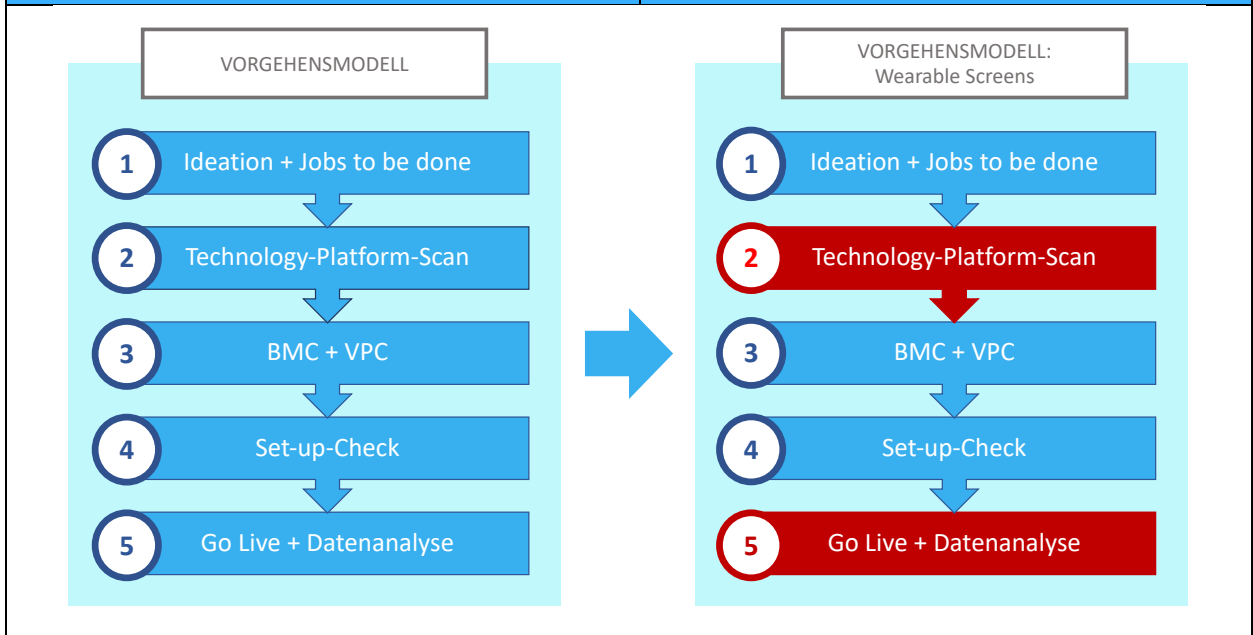 VORGEHENSMODELL
1
Ideation + Jobs to be done
2
Technology-Platform-Scan
3
BMC + VPC
4
Set-up-Check
5
Go Live + Datenanalyse
VORGEHENSMODELL:
Wearable Screens
1
Ideation + Jobs to be done
2
Technology-Platform-Scan
3
BMC + VPC
4
Set-up-Check
5
Go Live + Datenanalyse